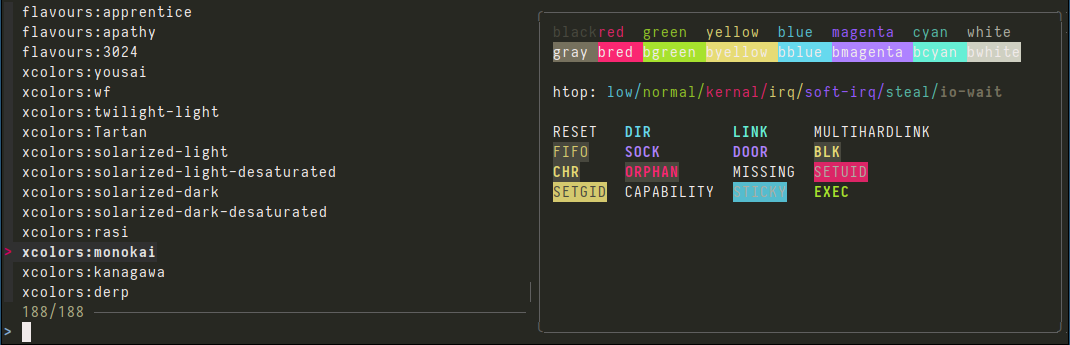 flavours:apprentice
flavours:apathy
flavours:3024
xcolors:yousai
xcolors:wf
xcolors:twilight-light
xcolors:Tartan
xcolors:solarized-light
xcolors:solarized-light-desaturated
xcolors:solarized-dark
xcolors:solarized-dark-desaturated
xcolors:rasi
> xcolors:monokai
xcolors:kanagawa
xcolors:derp
188/188
>
blackred green yellow blue magenta cyan white
gray bred bgreen byellow bblue bmagenta bcyan bwhite
htop: low/normal/kernal/irq/soft-irq/steal/io-wait
RESET DIR LINK MULTIHARDLINK
FIFO SOCK DOOR BLK
CHR ORPHAN MISSING SETUID
SETGID CAPABILITY STICKY EXEC